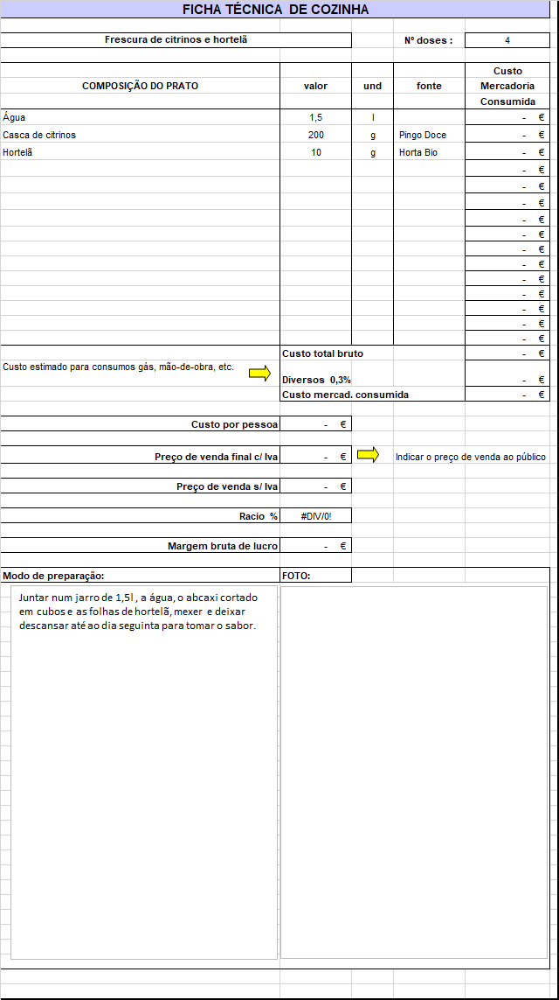 FICHA TÉCNICA DE COZINHA
Frescura de citrinos e hortelã Nº doses : 4
COMPOSIÇÃO DO PRATO valor und fonte Custo Mercadoria Consumida
Água 1,5 l - €
Casca de citrinos 200 g Pingo Doce - €
Hortelã 10 g Horta Bio - €
- €
- €
- €
- €
- €
- €
- €
- €
- €
- €
- €
- €
Custo total bruto - €
Custo estimado para consumos gás, mão-de-obra, etc.
Diversos 0,3% - €
Custo mercad. consumida - €
Custo por pessoa - €
Preço de venda final c/ Iva - € Indicar o preço de venda ao público
Preço de venda s/ Iva - €
Racio % #DIV/0!
Margem bruta de lucro - €
Modo de preparação: FOTO:
Juntar num jarro de 1,5l , a água, o abcaxi cortado
em cubos e as folhas de hortelã, mexer e deixar
descansar até ao dia seguinta para tomar o sabor.